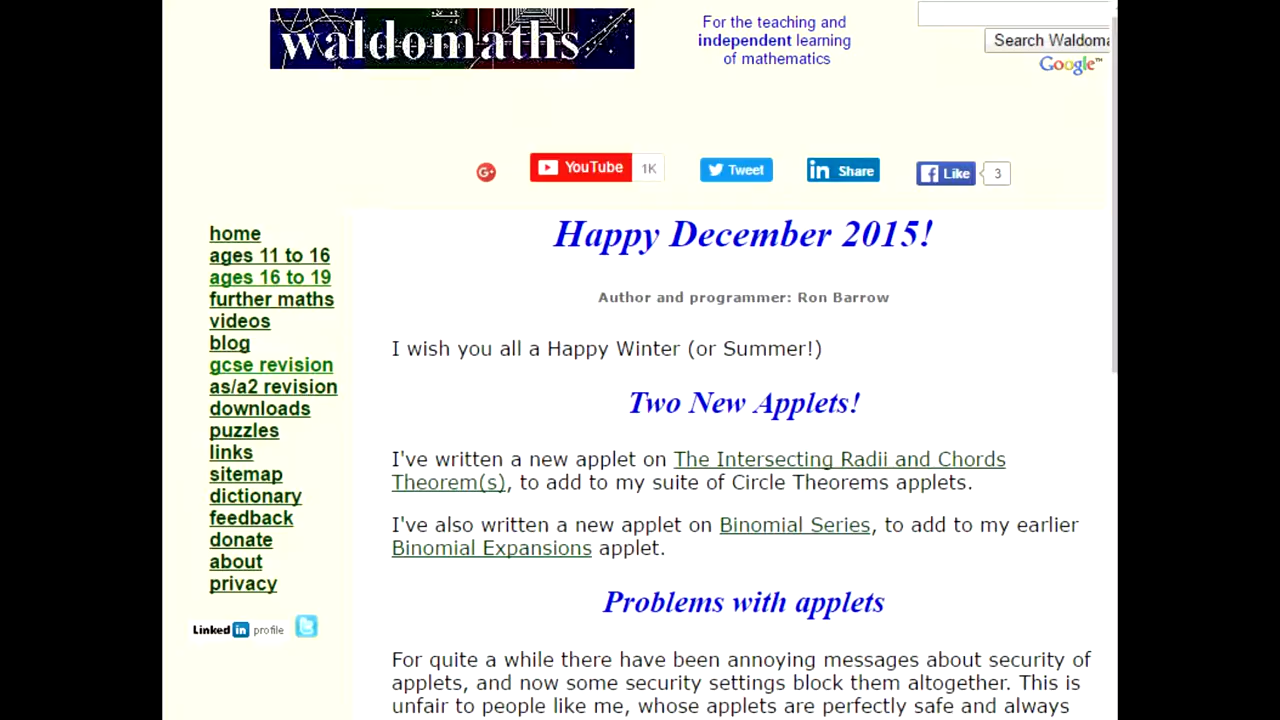 waldomaths
For the teaching and
independent learning
of mathematics
Search Waldoma
Google™
YouTube 1K
Tweet
in Share
Like 3
home
ages 11 to 16
ages 16 to 19
further maths
videos
blog
gcse revision
as/a2 revision
downloads
puzzles
links
sitemap
dictionary
feedback
donate
about
privacy
Linked in profile
Happy December 2015!
Author and programmer: Ron Barrow
I wish you all a Happy Winter (or Summer!)
Two New Applets!
I've written a new applet on The Intersecting Radii and Chords
Theorem(s), to add to my suite of Circle Theorems applets.
I've also written a new applet on Binomial Series, to add to my earlier
Binomial Expansions applet.
Problems with applets
For quite a while there have been annoying messages about security of
applets, and now some security settings block them altogether. This is
unfair to people like me, whose applets are perfectly safe and always